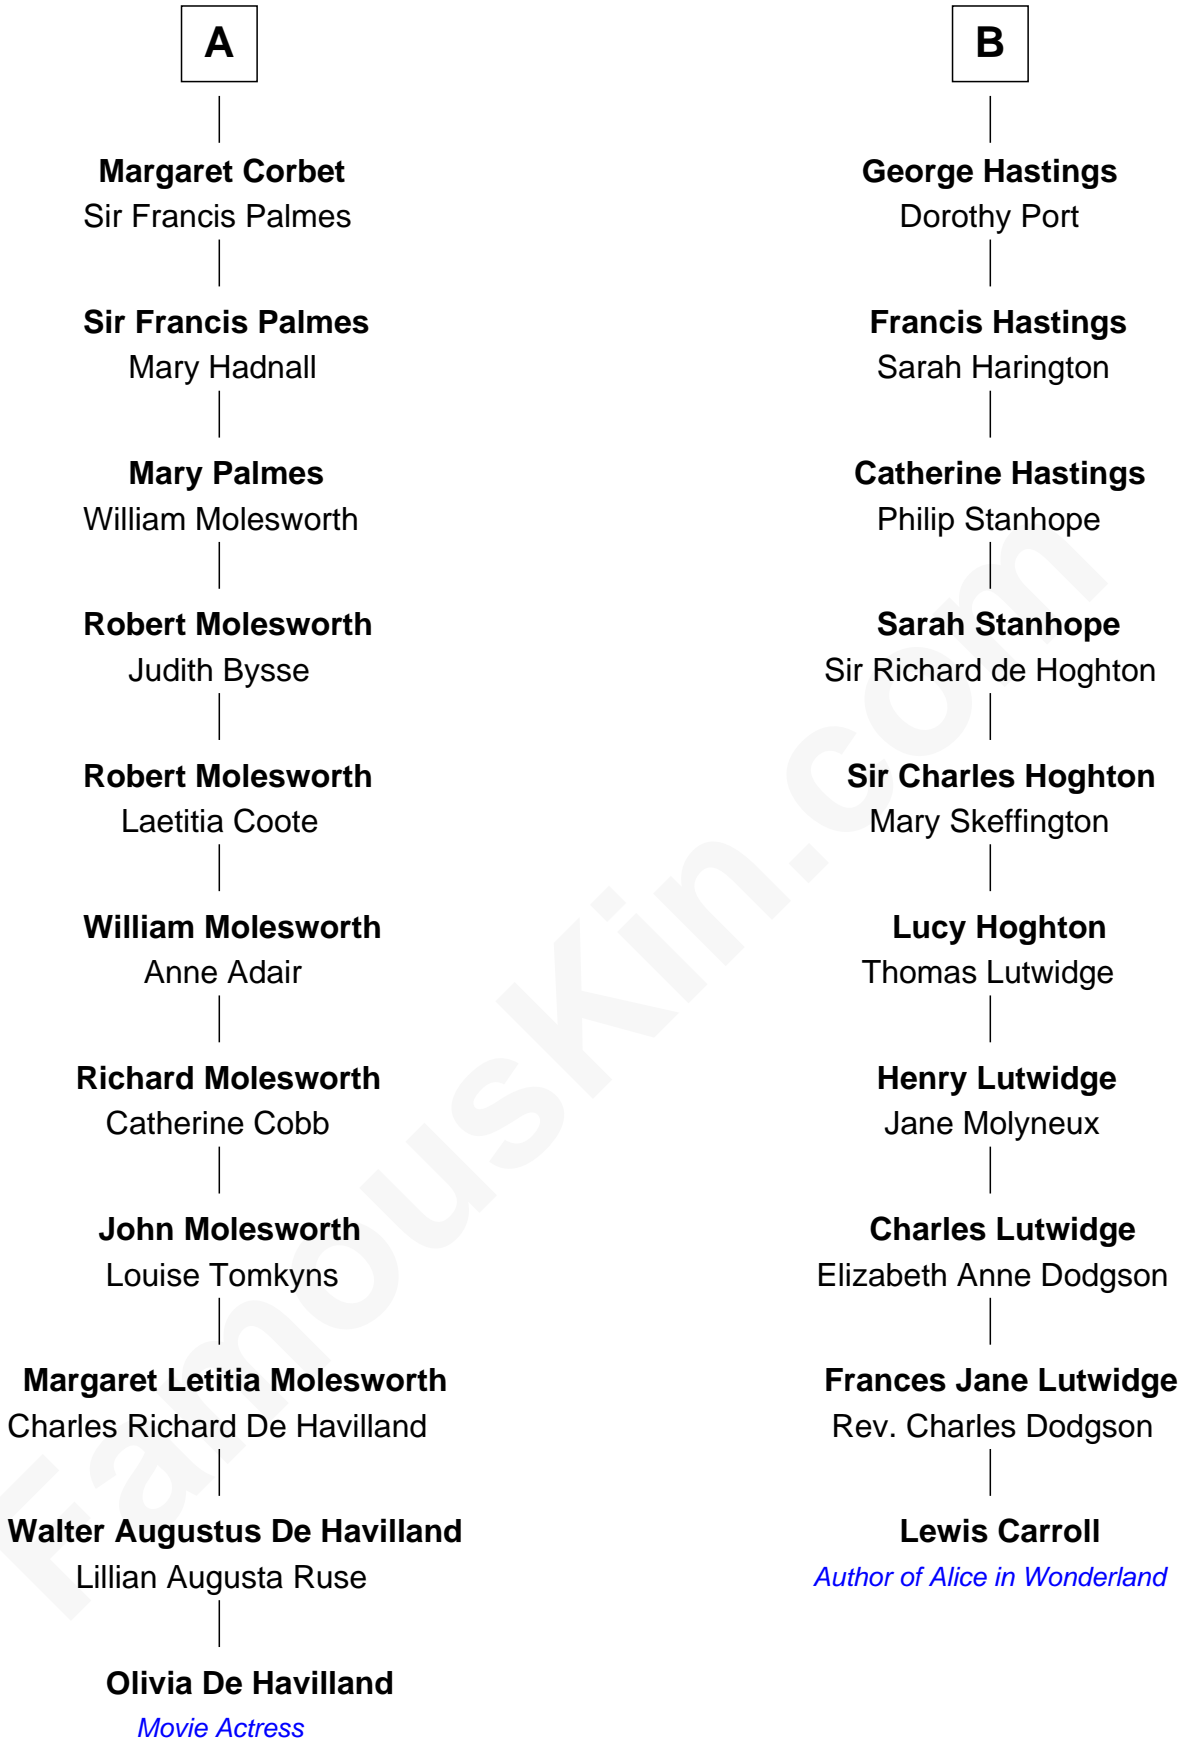 A
Margaret Corbet
Sir Francis Palmes
Sir Francis Palmes
Mary Hadnall
Mary Palmes
William Molesworth
Robert Molesworth
Judith Bysse
Robert Molesworth
Laetitia Coote
William Molesworth
Anne Adair
Richard Molesworth
Catherine Cobb
John Molesworth
Louise Tomkyns
Margaret Letitia Molesworth
Charles Richard De Havilland
Walter Augustus De Havilland
Lillian Augusta Ruse
Olivia De Havilland
Movie Actress
B
George Hastings
Dorothy Port
Francis Hastings
Sarah Harington
Catherine Hastings
Philip Stanhope
Sarah Stanhope
Sir Richard de Hoghton
Sir Charles Hoghton
Mary Skeffington
Lucy Hoghton
Thomas Lutwidge
Henry Lutwidge
Jane Molyneux
Charles Lutwidge
Elizabeth Anne Dodgson
Frances Jane Lutwidge
Rev. Charles Dodgson
Lewis Carroll
Author of Alice in Wonderland
FamousKin.com